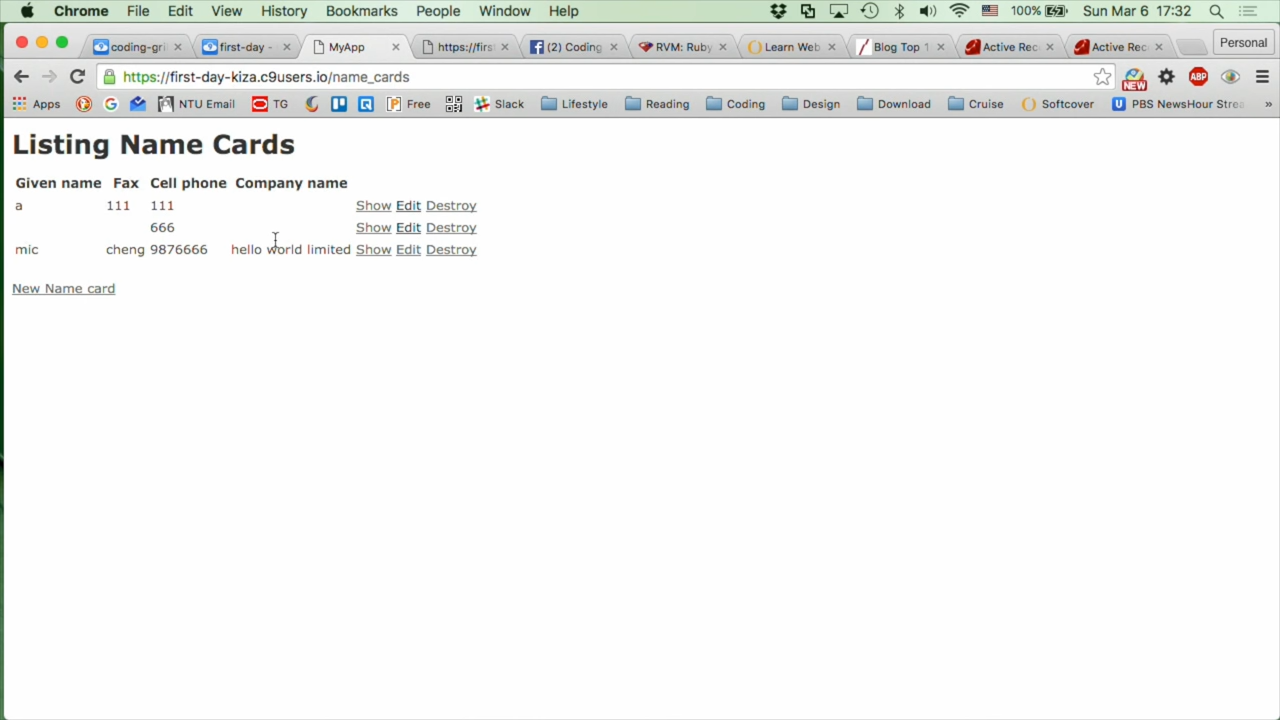 Chrome File Edit View History Bookmarks People Window Help 100% Sun Mar 6 17:32
coding-gri first-day - MyApp https://firs (2) Coding RVM: Ruby Learn Web Blog Top 1 Active Rec Active Rec Personal
https://first-day-kiza.c9users.io/name_cards ABP NEW
Apps NTU Email TG Free Slack Lifestyle Reading Coding Design Download Cruise Softcover PBS NewsHour Strea »
Listing Name Cards
Given name Fax Cell phone Company name
a 111 111 Show Edit Destroy
666 Show Edit Destroy
mic cheng 9876666 hello world limited Show Edit Destroy
New Name card